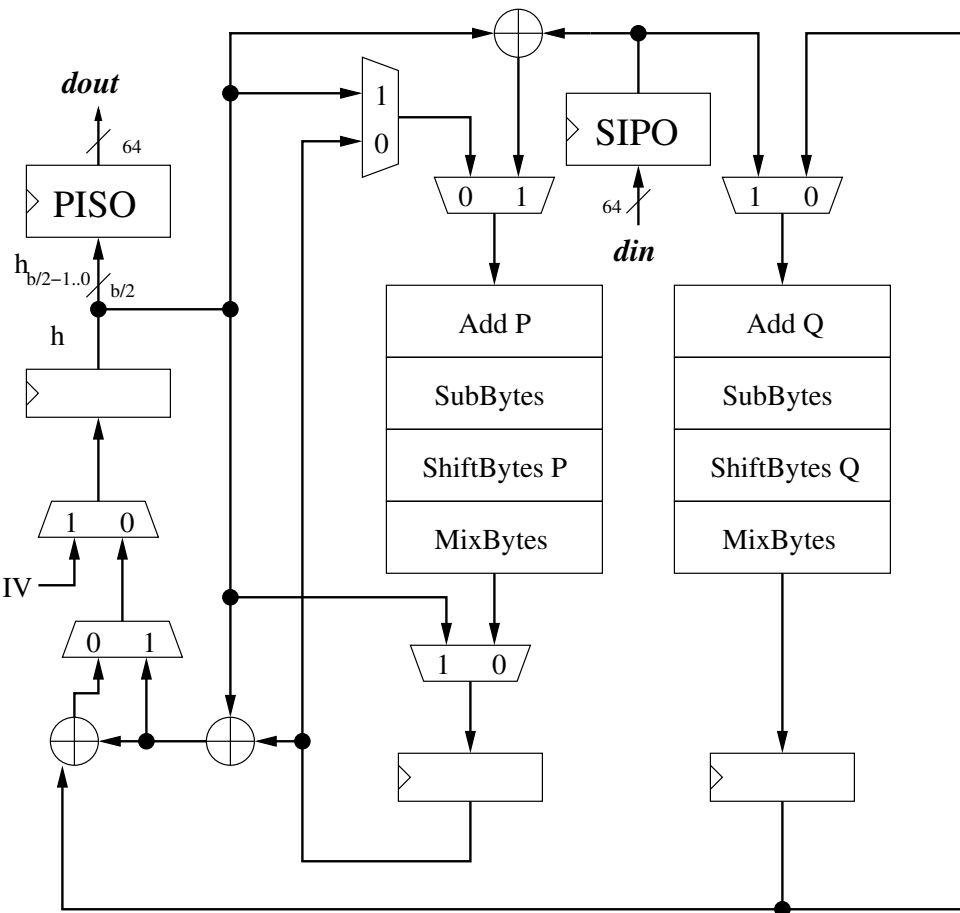 dout
64
PISO
h b/2−1..0
b/2
h
1 0
IV
0 1
1
0
0 1
SIPO
64
din
1 0
Add P
SubBytes
ShiftBytes P
MixBytes
1 0
Add Q
SubBytes
ShiftBytes Q
MixBytes